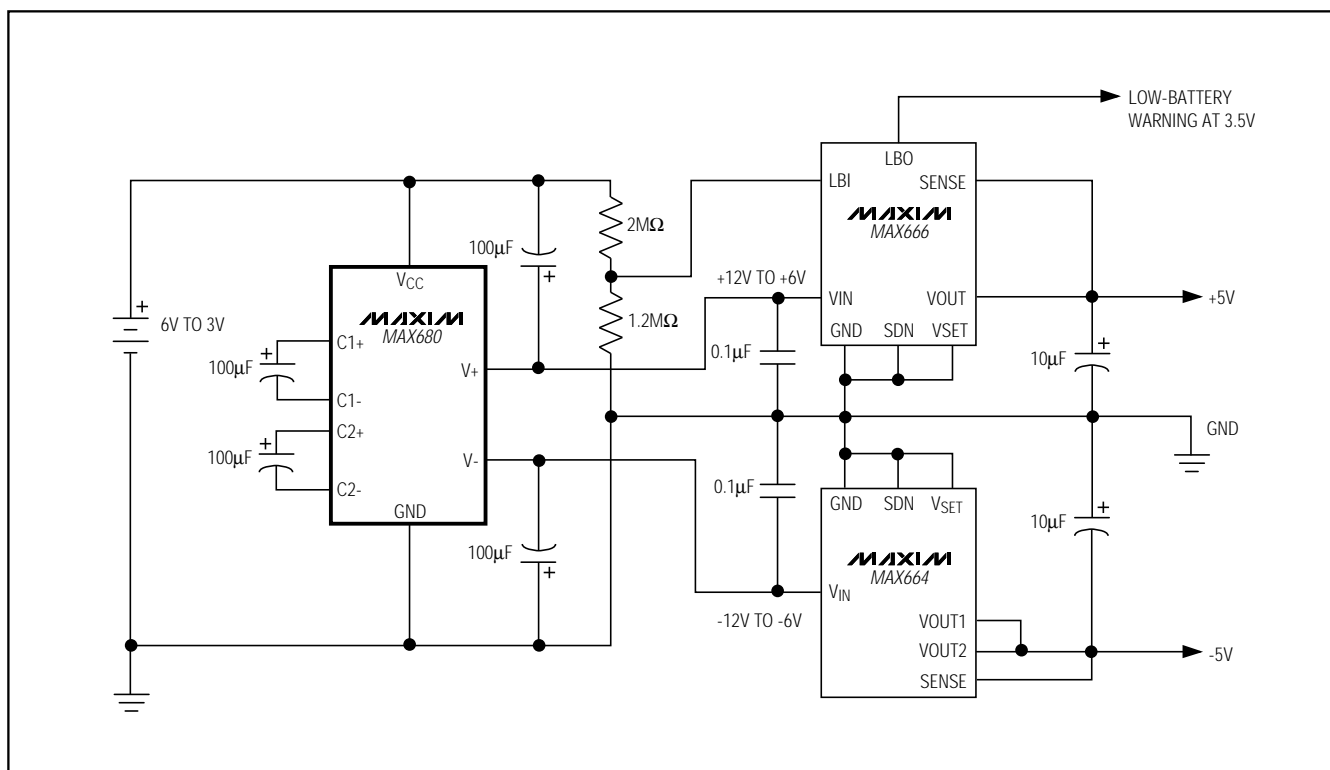 LOW-BATTERY
WARNING AT 3.5V
LBO
LBI
SENSE
MAXIM
MAX666
2MΩ
100μF
+
VCC
+12V TO +6V
VIN
VOUT
+5V
+
6V TO 3V
MAXIM
MAX680
1.2MΩ
GND
SDN
VSET
+
C1+
100μF
0.1μF
10μF
+
V+
C1-
+
C2+
GND
100μF
V-
C2-
0.1μF
GND
SDN
VSET
GND
10μF
+
100μF
+
MAXIM
MAX664
VIN
-12V TO -6V
VOUT1
VOUT2
-5V
SENSE